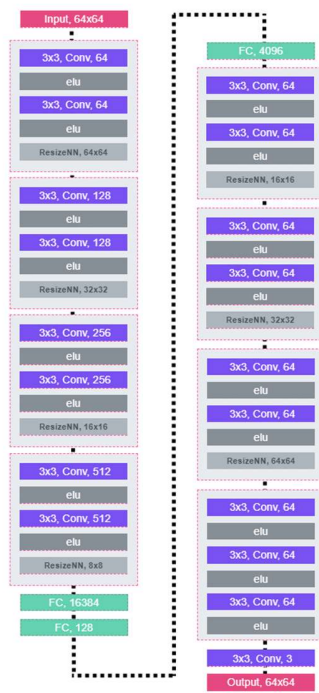 Input, 64x64
3x3, Conv, 64
elu
3x3, Conv, 64
elu
ResizeNN, 64x64
3x3, Conv, 128
elu
3x3, Conv, 128
elu
ResizeNN, 32x32
3x3, Conv, 256
elu
3x3, Conv, 256
elu
ResizeNN, 16x16
3x3, Conv, 512
elu
3x3, Conv, 512
elu
ResizeNN, 8x8
FC, 16384
FC, 128
FC, 4096
3x3, Conv, 64
elu
3x3, Conv, 64
elu
ResizeNN, 16x16
3x3, Conv, 64
elu
3x3, Conv, 64
elu
ResizeNN, 32x32
3x3, Conv, 64
elu
3x3, Conv, 64
elu
ResizeNN, 64x64
3x3, Conv, 64
elu
3x3, Conv, 64
elu
3x3, Conv, 64
elu
3x3, Conv, 3
Output, 64x64